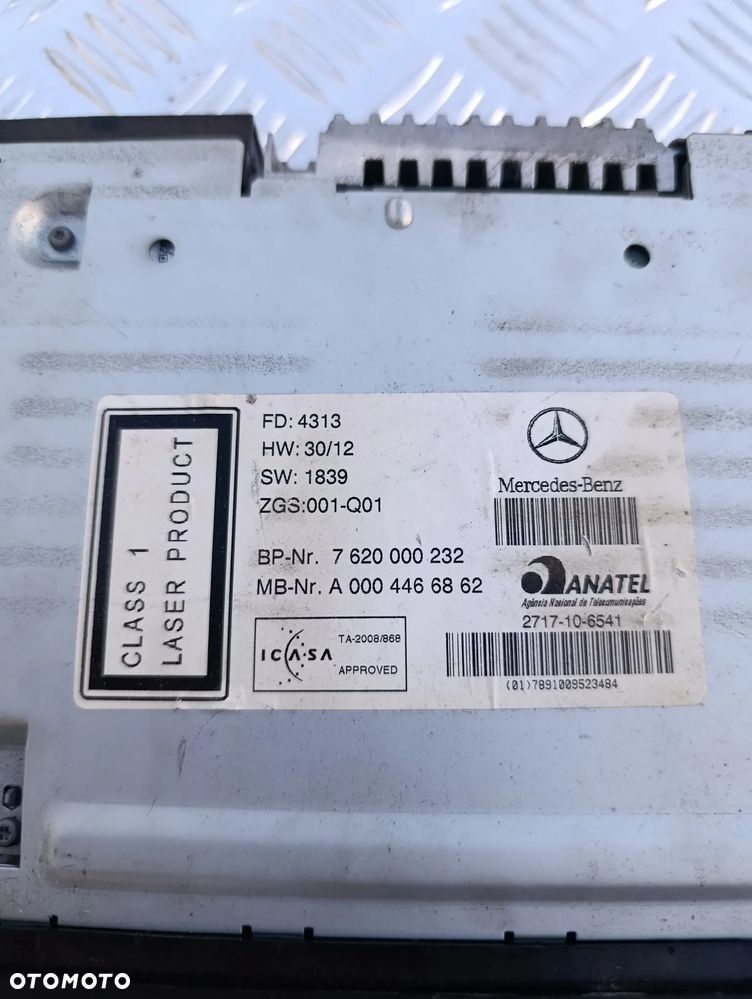 CLASS 1
LASER PRODUCT
FD: 4313
HW: 30/12
SW: 1839
ZGS:001-Q01
BP-Nr. 7 620 000 232
MB-Nr. A 000 446 68 62
ICASA
TA-2008/868
APPROVED
Mercedes-Benz
ANATEL
Agência Nacional de Telecomunicações
2717-10-6541
(01)7891009523484
OTOMOTO